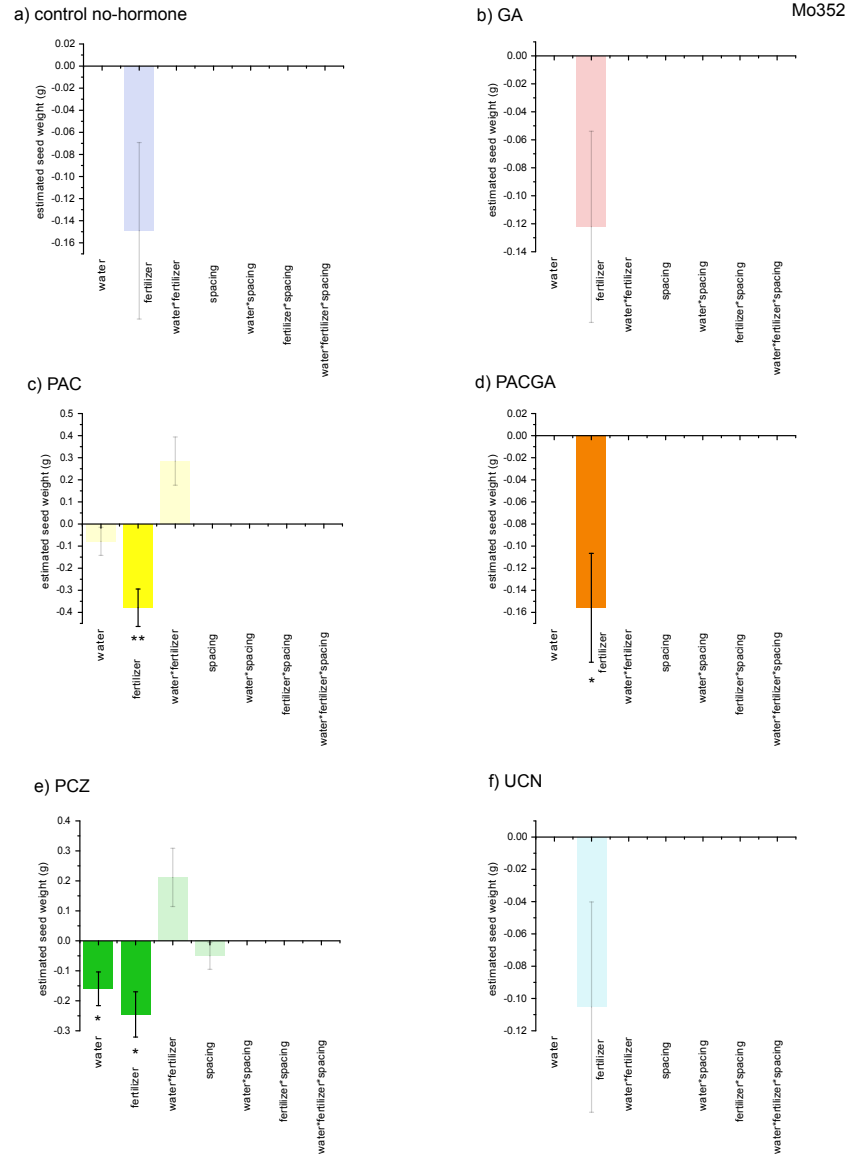 a) control no-hormone
b) GA
Mo352
0.02
0.00
-0.02
-0.04
-0.06
-0.08
-0.10
-0.12
-0.14
-0.16
estimated seed weight (g)
water
fertilizer
water*fertilizer
spacing
water*spacing
fertilizer*spacing
water*fertilizer*spacing
0.00
-0.02
-0.04
-0.06
-0.08
-0.10
-0.12
-0.14
estimated seed weight (g)
water
fertilizer
water*fertilizer
spacing
water*spacing
fertilizer*spacing
water*fertilizer*spacing
c) PAC
d) PACGA
0.5
0.4
0.3
0.2
0.1
0.0
-0.1
-0.2
-0.3
-0.4
estimated seed weight (g)
**
water
fertilizer
water*fertilizer
spacing
water*spacing
fertilizer*spacing
water*fertilizer*spacing
0.02
0.00
-0.02
-0.04
-0.06
-0.08
-0.10
-0.12
-0.14
-0.16
estimated seed weight (g)
*
water
fertilizer
water*fertilizer
spacing
water*spacing
fertilizer*spacing
water*fertilizer*spacing
e) PCZ
f) UCN
0.4
0.3
0.2
0.1
0.0
-0.1
-0.2
-0.3
estimated seed weight (g)
*
*
water
fertilizer
water*fertilizer
spacing
water*spacing
fertilizer*spacing
water*fertilizer*spacing
0.00
-0.02
-0.04
-0.06
-0.08
-0.10
-0.12
estimated seed weight (g)
water
fertilizer
water*fertilizer
spacing
water*spacing
fertilizer*spacing
water*fertilizer*spacing